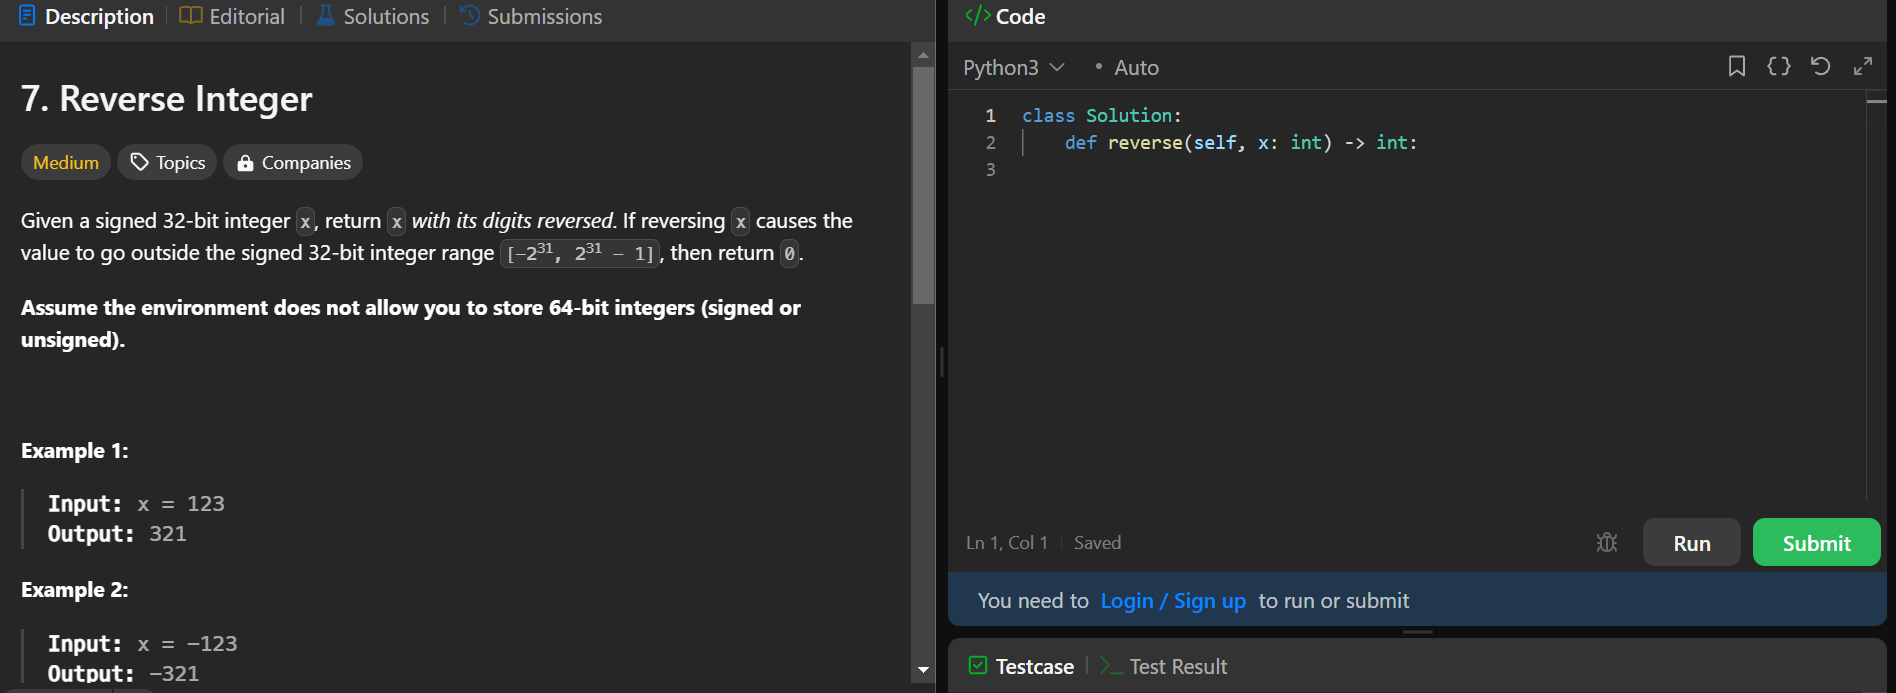 Description Editorial Solutions Submissions
7. Reverse Integer
Medium Topics Companies
Given a signed 32-bit integer x, return x with its digits reversed. If reversing x causes the
value to go outside the signed 32-bit integer range [-2³¹, 2³¹ - 1], then return 0.
Assume the environment does not allow you to store 64-bit integers (signed or
unsigned).
Example 1:
Input: x = 123
Output: 321
Example 2:
Input: x = -123
Output: -321
</> Code
Python3 • Auto
1 class Solution:
2 def reverse(self, x: int) -> int:
3
Ln 1, Col 1 Saved
Run Submit
You need to Login / Sign up to run or submit
Testcase >_ Test Result